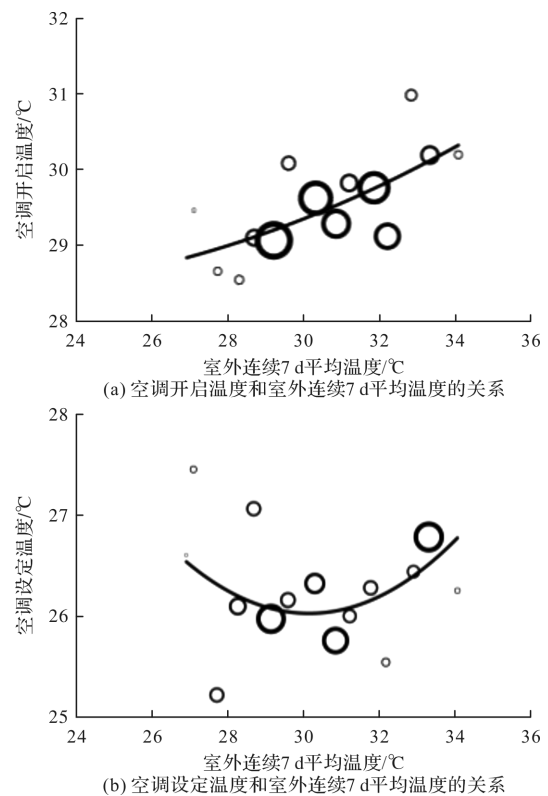 32
31
30
29
28
空调开启温度/℃
24 26 28 30 32 34 36
室外连续7 d平均温度/℃
(a) 空调开启温度和室外连续7 d平均温度的关系
28
27
26
25
空调设定温度/℃
24 26 28 30 32 34 36
室外连续7 d平均温度/℃
(b) 空调设定温度和室外连续7 d平均温度的关系